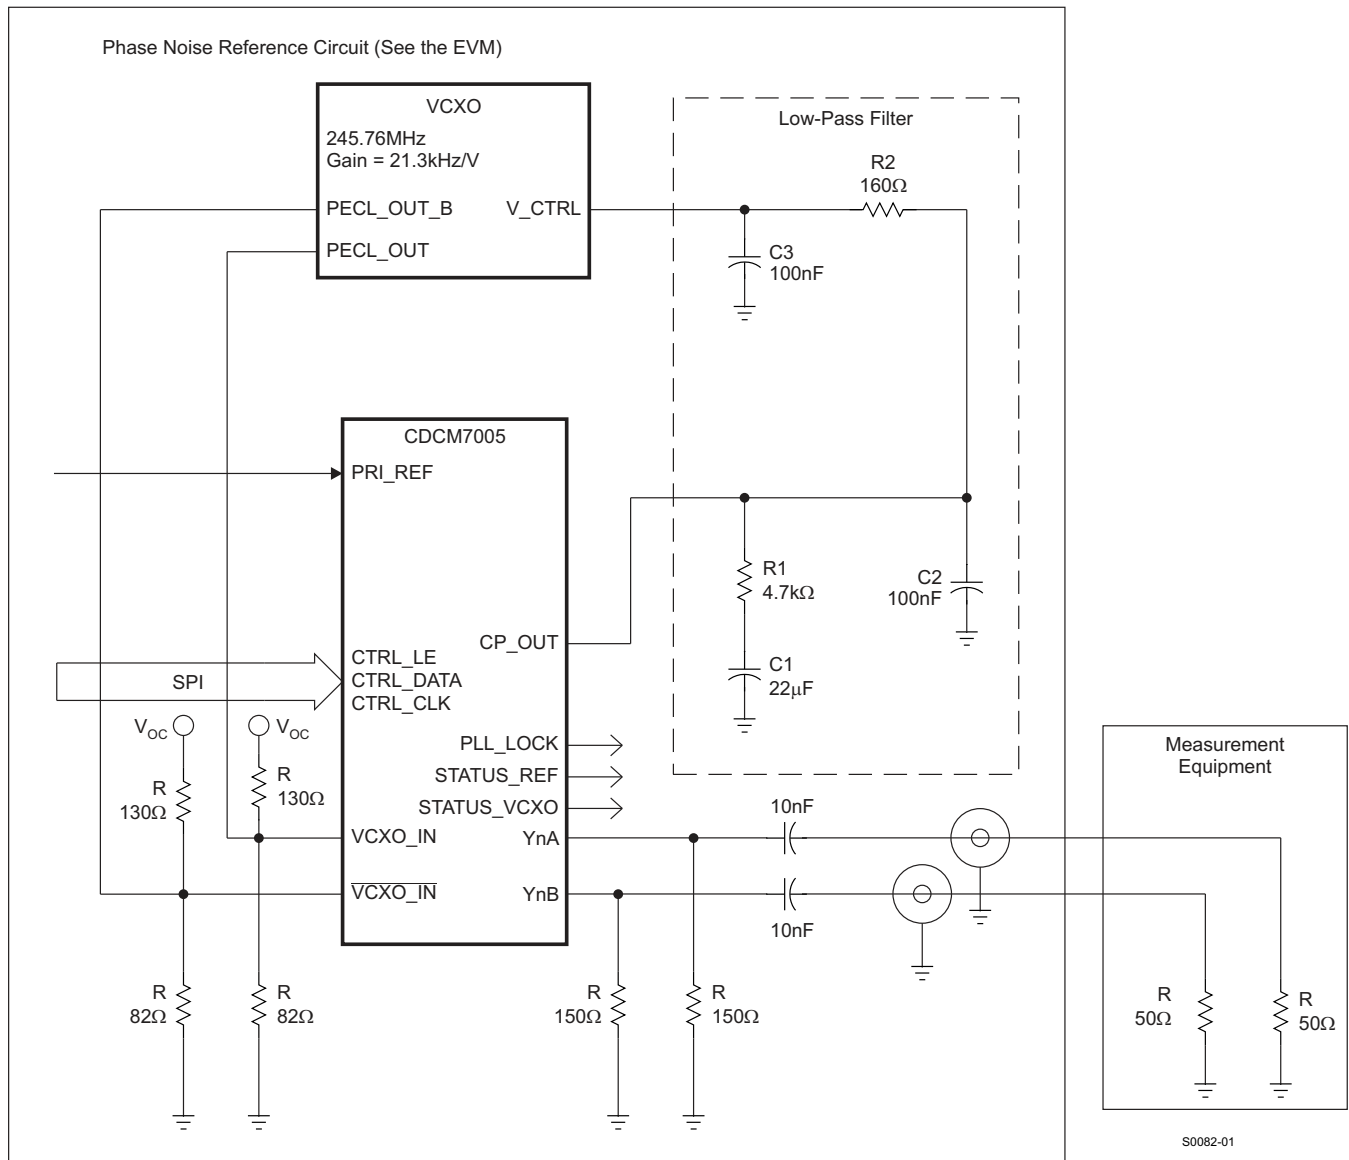 Phase Noise Reference Circuit (See the EVM)
VCXO
245.76MHz
Gain = 21.3kHz/V
PECL_OUT_B
V_CTRL
PECL_OUT
Low-Pass Filter
R2
160Ω
C3
100nF
CDCM7005
PRI_REF
R1
4.7kΩ
C2
100nF
CP_OUT
C1
22μF
SPI
CTRL_LE
CTRL_DATA
CTRL_CLK
VOC
VOC
R
130Ω
R
130Ω
PLL_LOCK
STATUS_REF
STATUS_VCXO
VCXO_IN
YnA
VCXO_IN
YnB
10nF
10nF
Measurement
Equipment
R
82Ω
R
82Ω
R
150Ω
R
150Ω
R
50Ω
R
50Ω
S0082-01